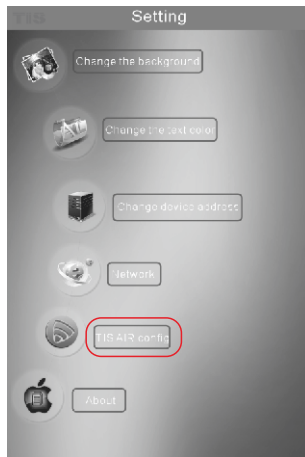 TIS
Setting
Change the background
Change the text color
Change device address
Network
TIS AIR config
About